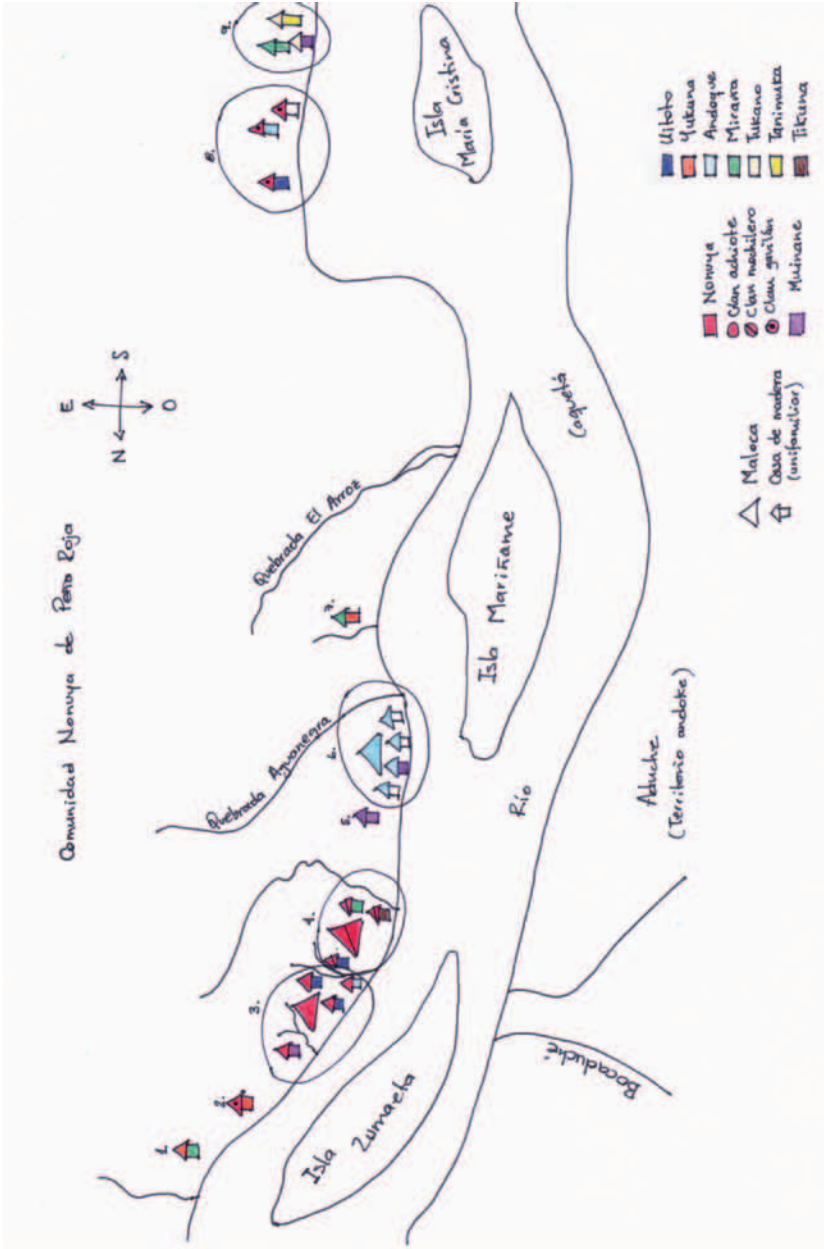 Comunidad Nonuya de Peña Roja
N
E
S
O
1.
2.
3.
4.
5.
6.
7.
8.
9.
Quebrada Aguanegra
Quebrada El Arroz
Isla
Zumaeta
Isla Mariñame
Isla
María Cristina
Río
Caquetá
Bocaduche
Aduche
(Territorio andoke)
Maloca
Casa de madera
(unifamiliar)
Nonuya
Clan achiote
Clan mochilero
Clan gavilán
Muinane
Uitoto
Yukuna
Andoque
Miraña
Tukano
Tanimuka
Tikuna